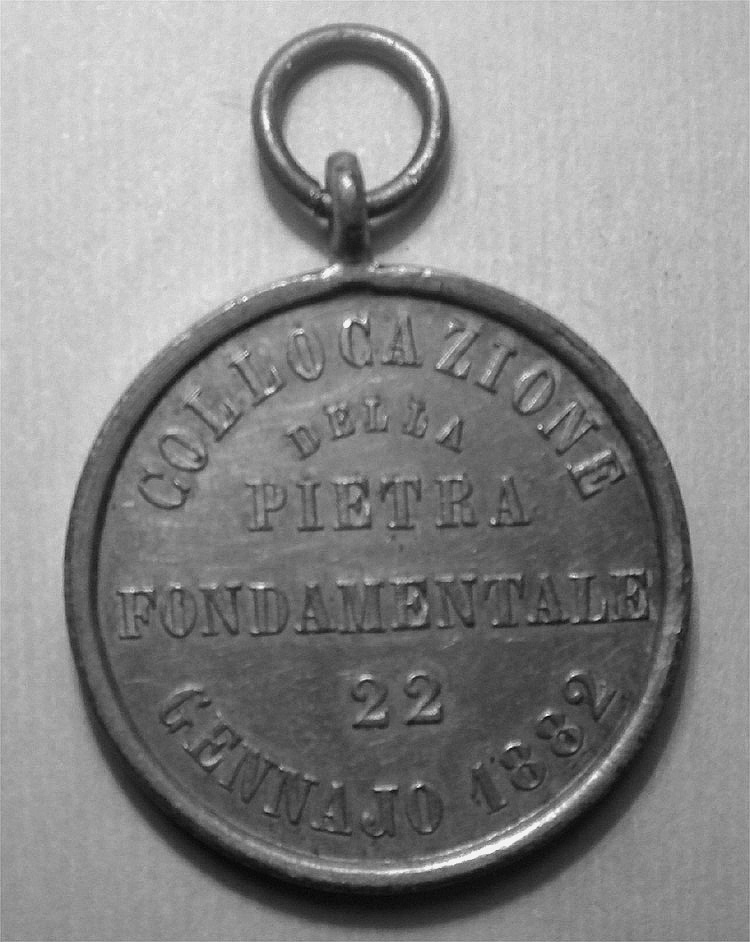 COLLOCAZIONE
DELLA
PIETRA
FONDAMENTALE
22
GENNAJO 1882